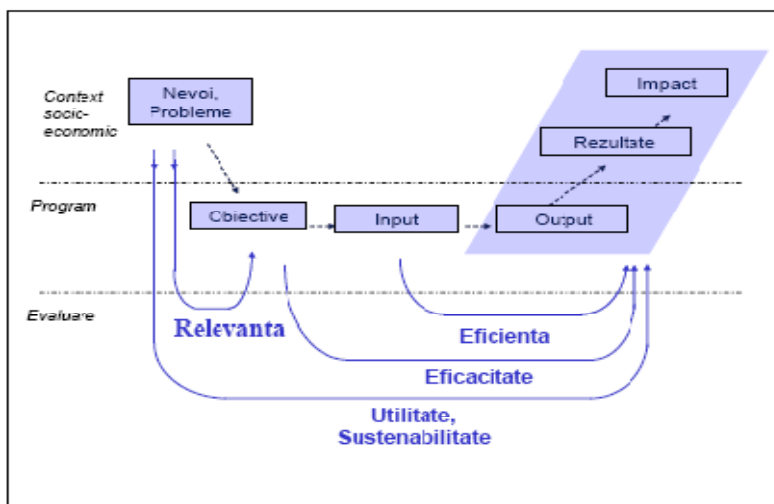 Context
socio-
economic
Nevoi,
Probleme
Impact
Rezultate
Program
Obiective
Input
Output
Evaluare
Relevanta
Eficienta
Eficacitate
Utilitate,
Sustenabilitate